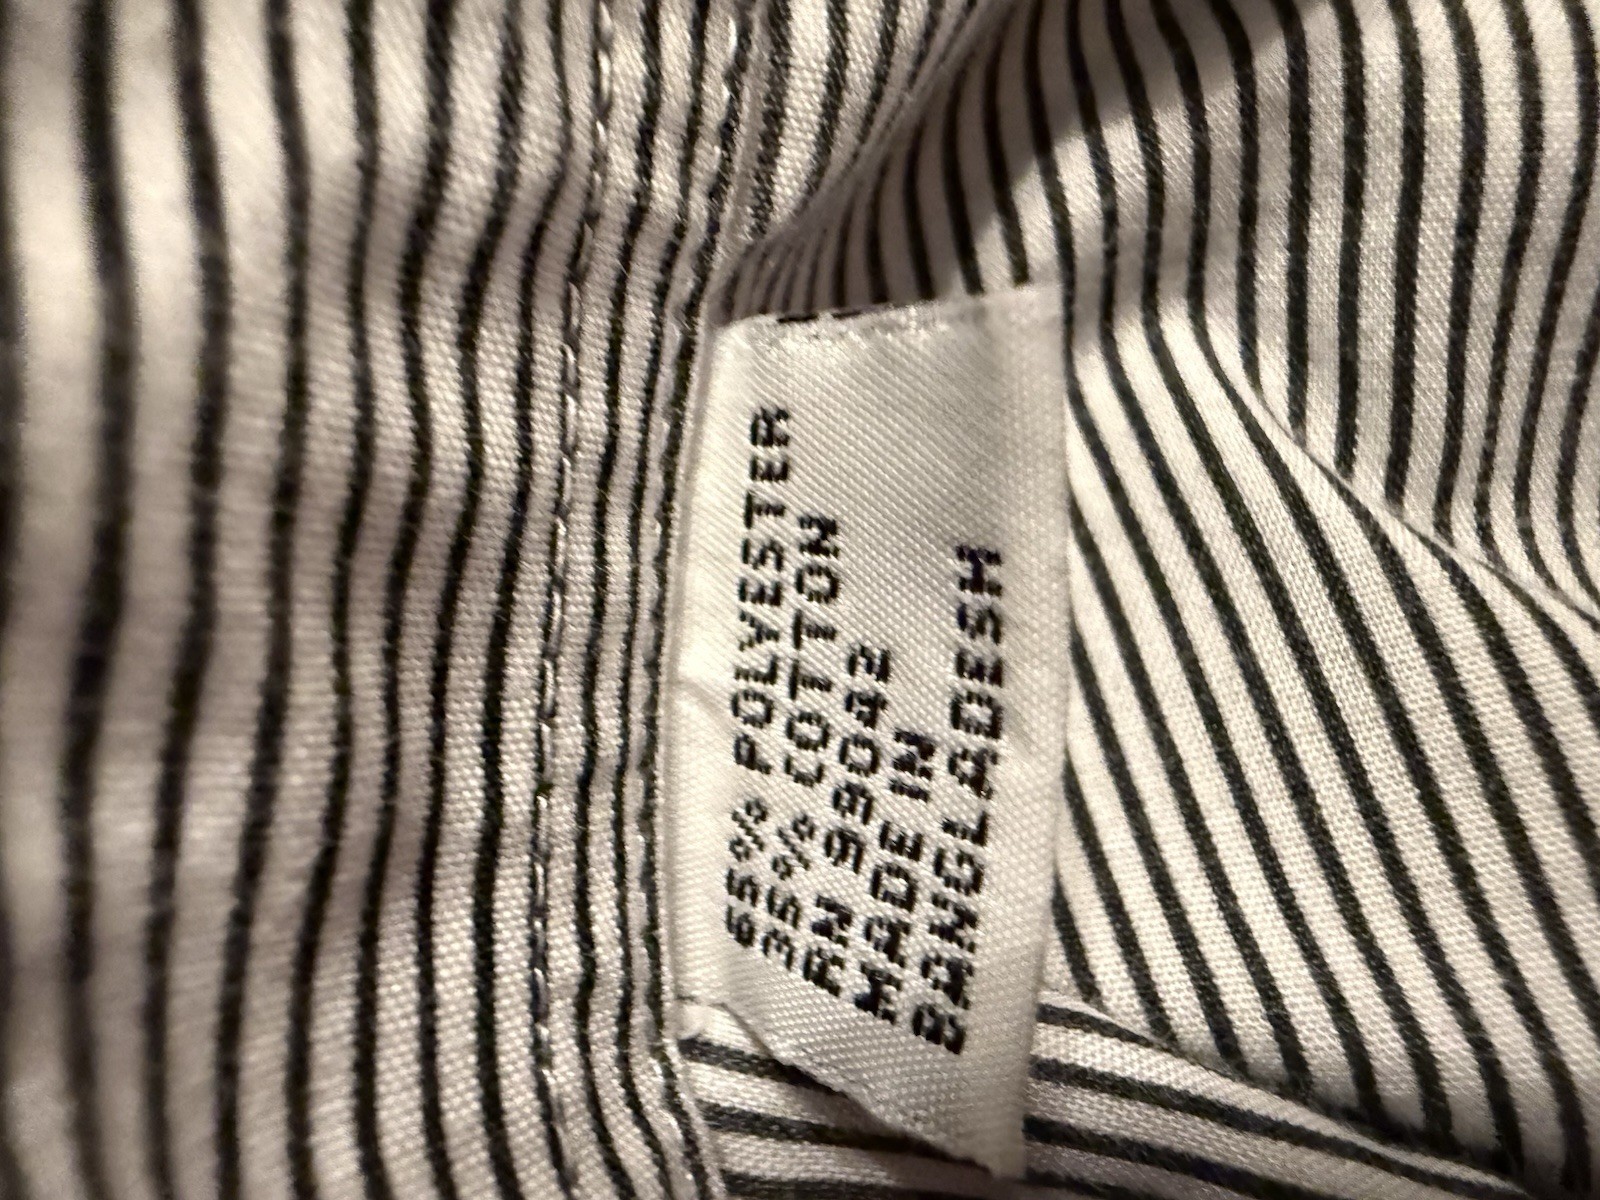 65% POLYESTER
35% COTTON
RN 99042
MADE IN
BANGLADESH